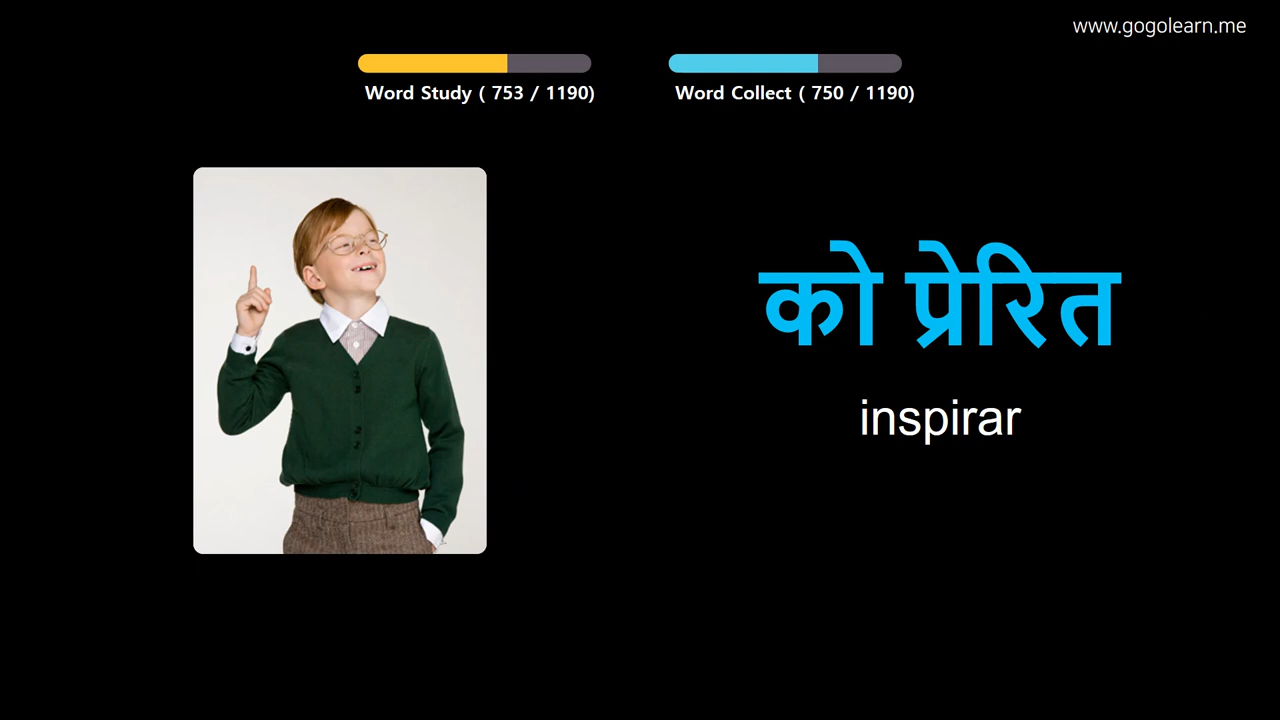 www.gogolearn.me
Word Study ( 753 / 1190)
Word Collect ( 750 / 1190)
को प्रेरित
inspirar